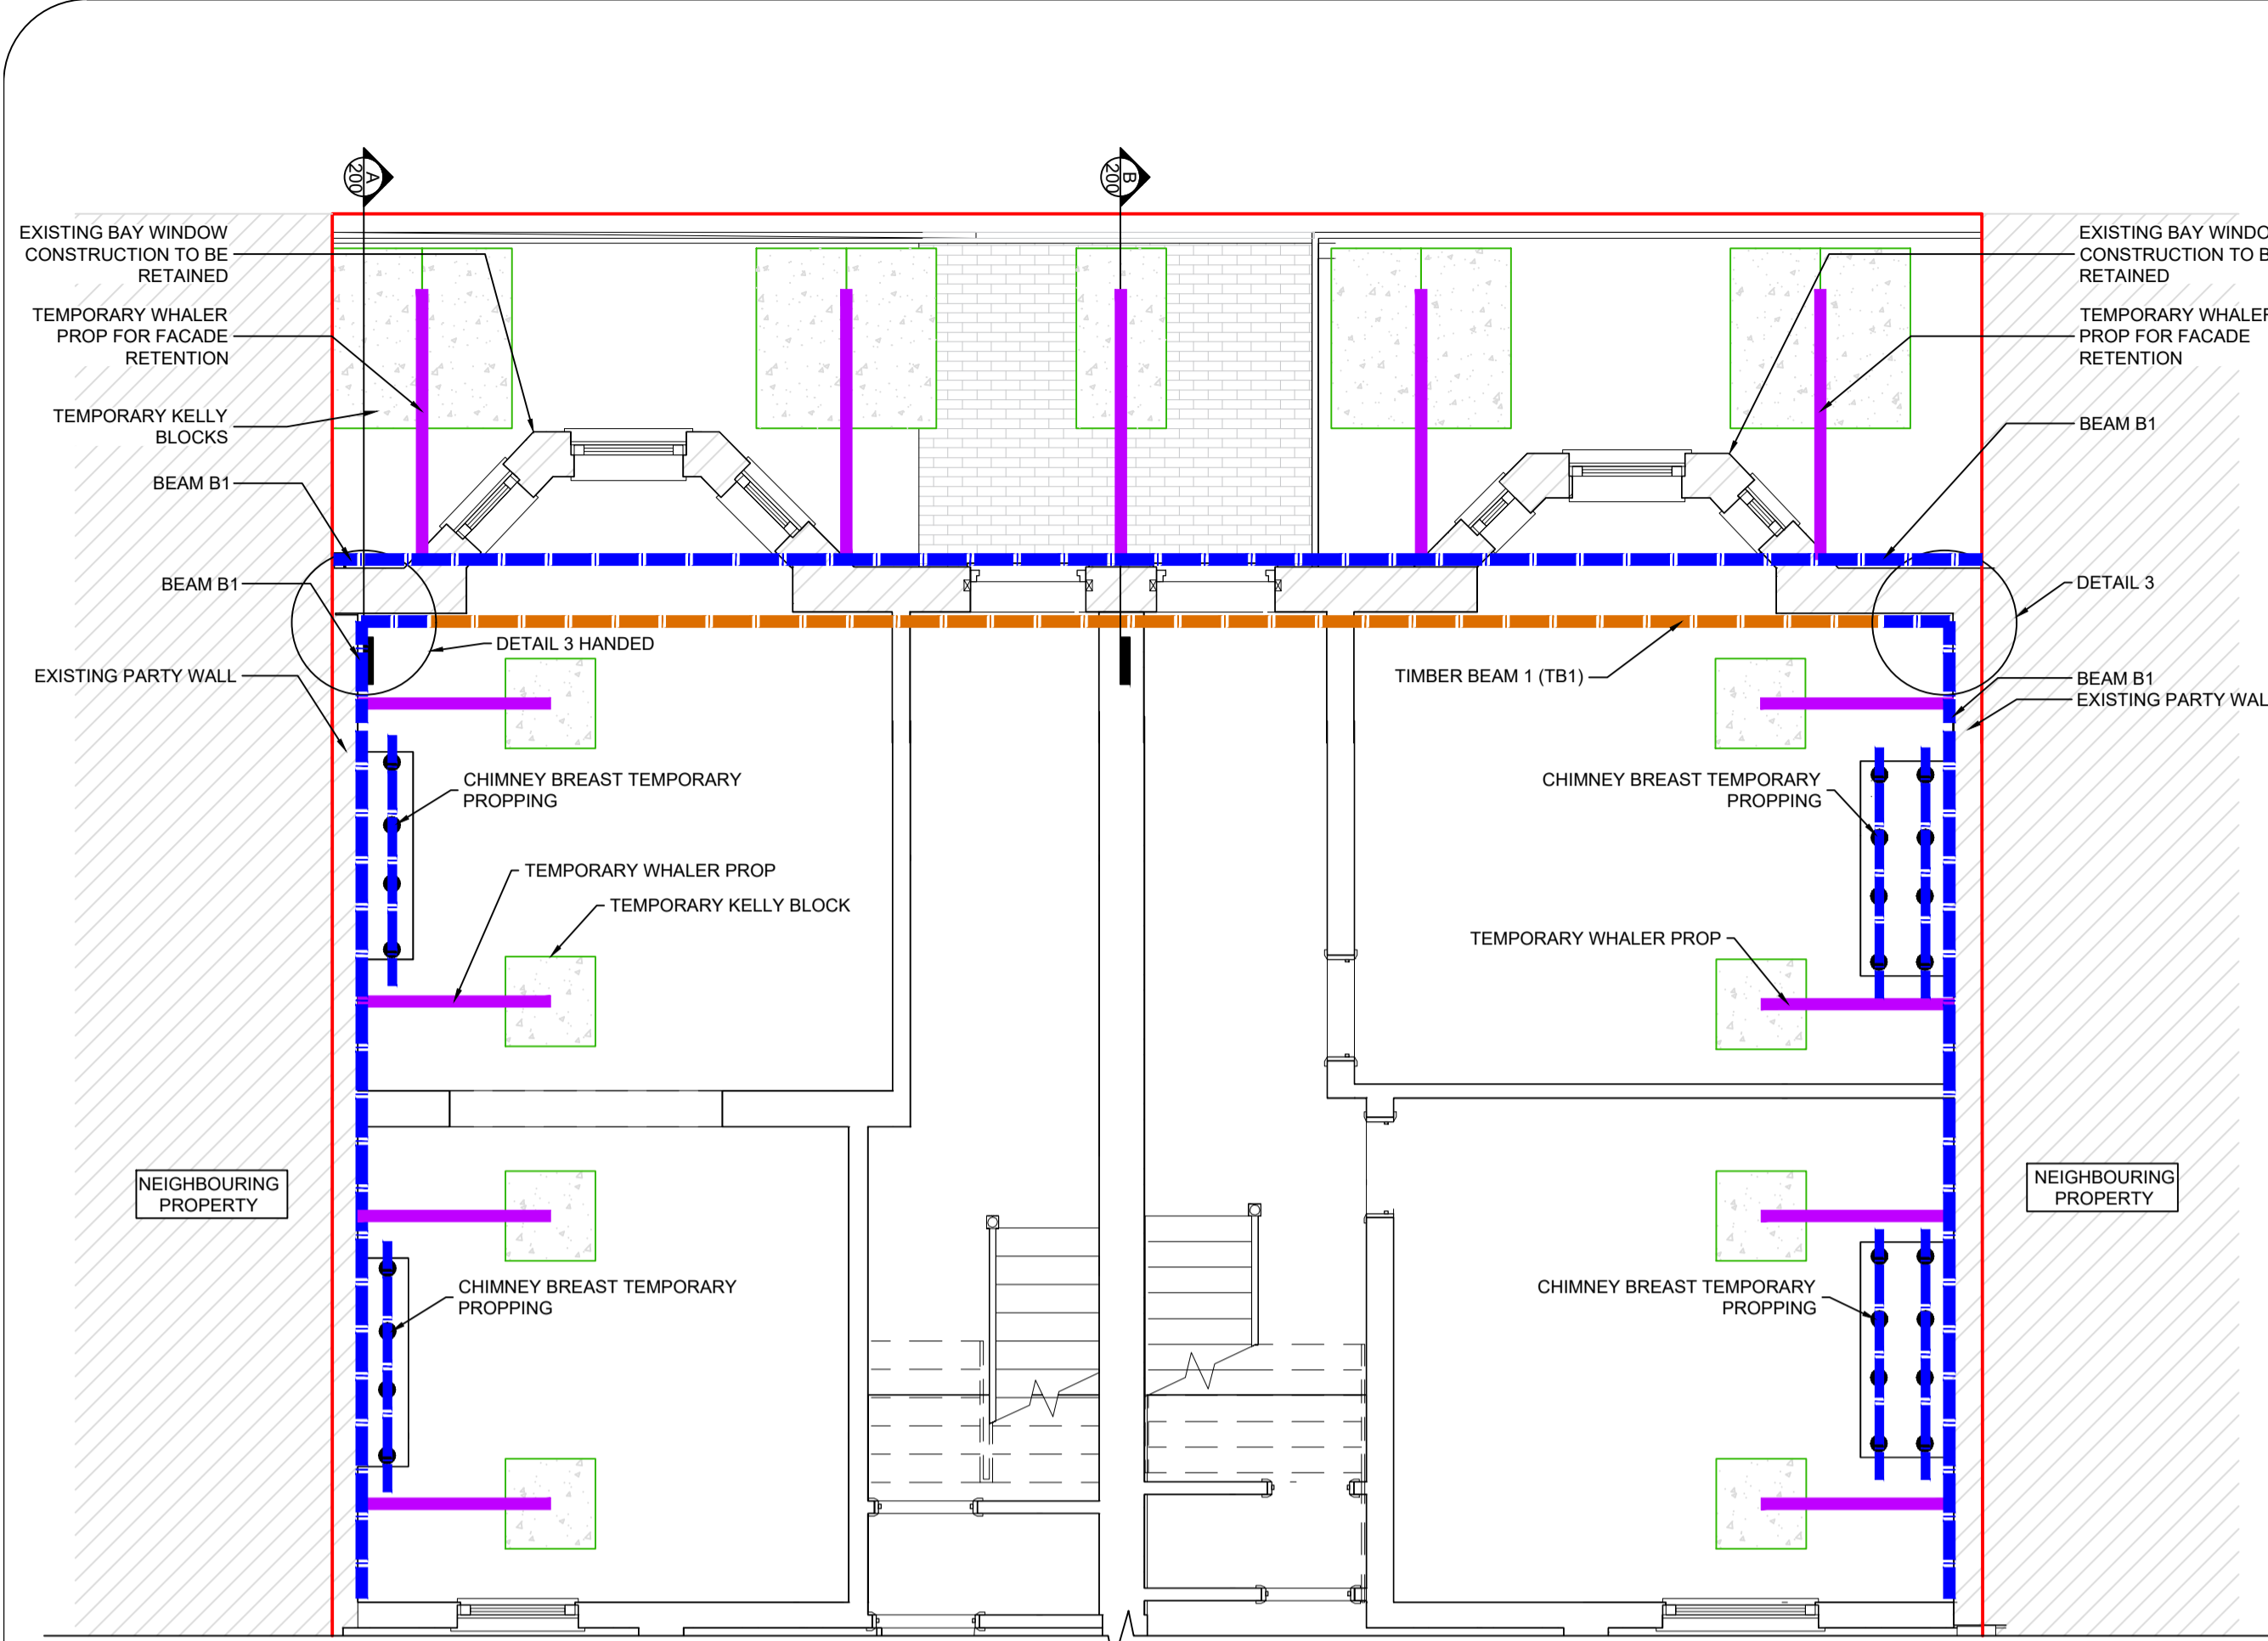 A
200
B
200
EXISTING BAY WINDOW
CONSTRUCTION TO BE
RETAINED
TEMPORARY WHALER
PROP FOR FACADE
RETENTION
TEMPORARY KELLY
BLOCKS
BEAM B1
BEAM B1
EXISTING PARTY WALL
DETAIL 3 HANDED
CHIMNEY BREAST TEMPORARY
PROPPING
TEMPORARY WHALER PROP
TEMPORARY KELLY BLOCK
NEIGHBOURING
PROPERTY
CHIMNEY BREAST TEMPORARY
PROPPING
EXISTING BAY WINDO
CONSTRUCTION TO B
RETAINED
TEMPORARY WHALER
PROP FOR FACADE
RETENTION
BEAM B1
DETAIL 3
TIMBER BEAM 1 (TB1)
BEAM B1
EXISTING PARTY WAL
CHIMNEY BREAST TEMPORARY
PROPPING
TEMPORARY WHALER PROP
NEIGHBOURING
PROPERTY
CHIMNEY BREAST TEMPORARY
PROPPING